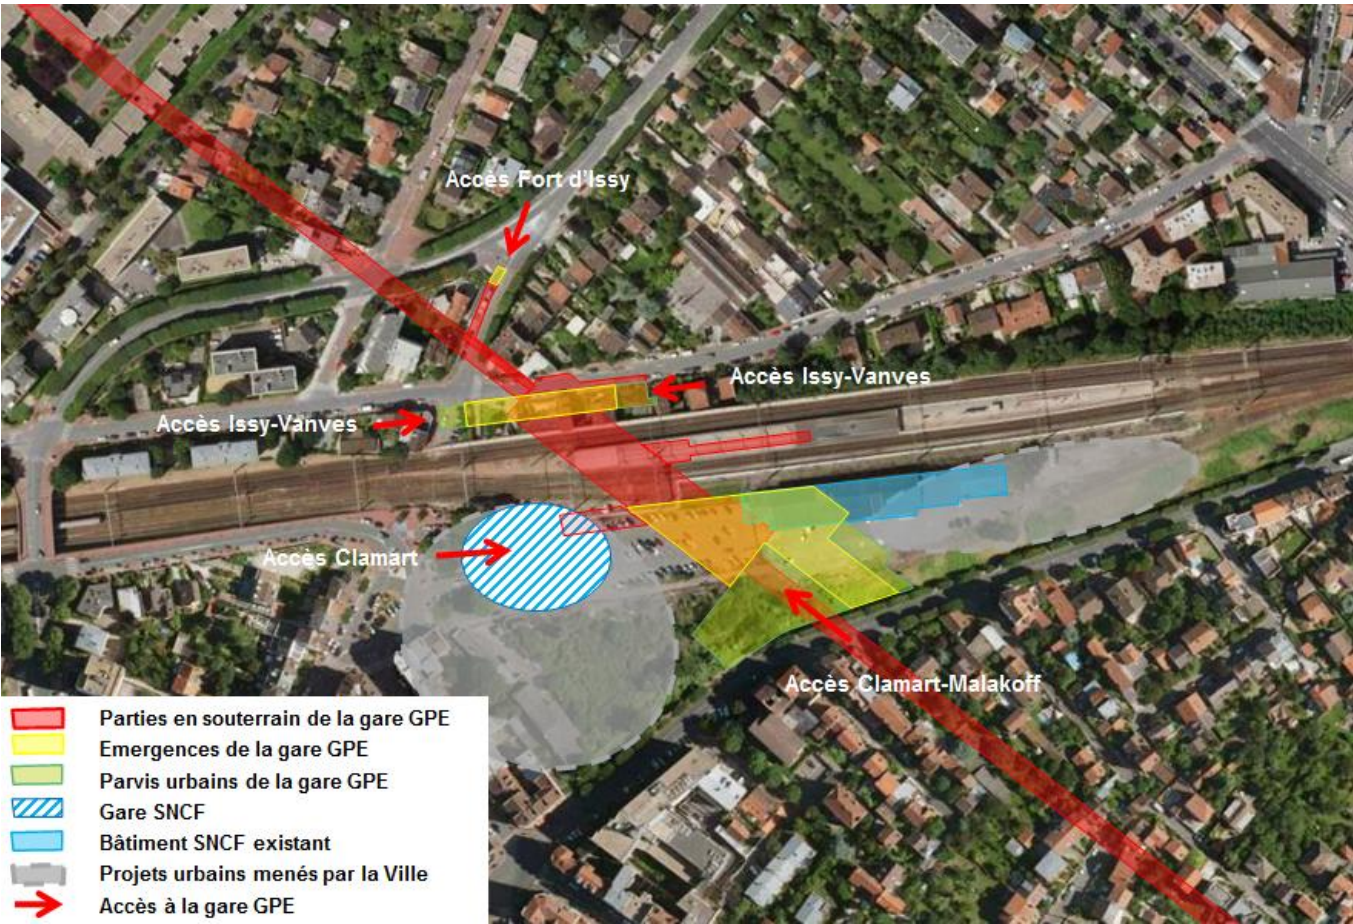 Accès Fort d'Issy
Accès Issy-Vanves
Accès Issy-Vanves
Accès Clamart
Accès Clamart-Malakoff
Parties en souterrain de la gare GPE
Emergences de la gare GPE
Parvis urbains de la gare GPE
Gare SNCF
Bâtiment SNCF existant
Projets urbains menés par la Ville
Accès à la gare GPE